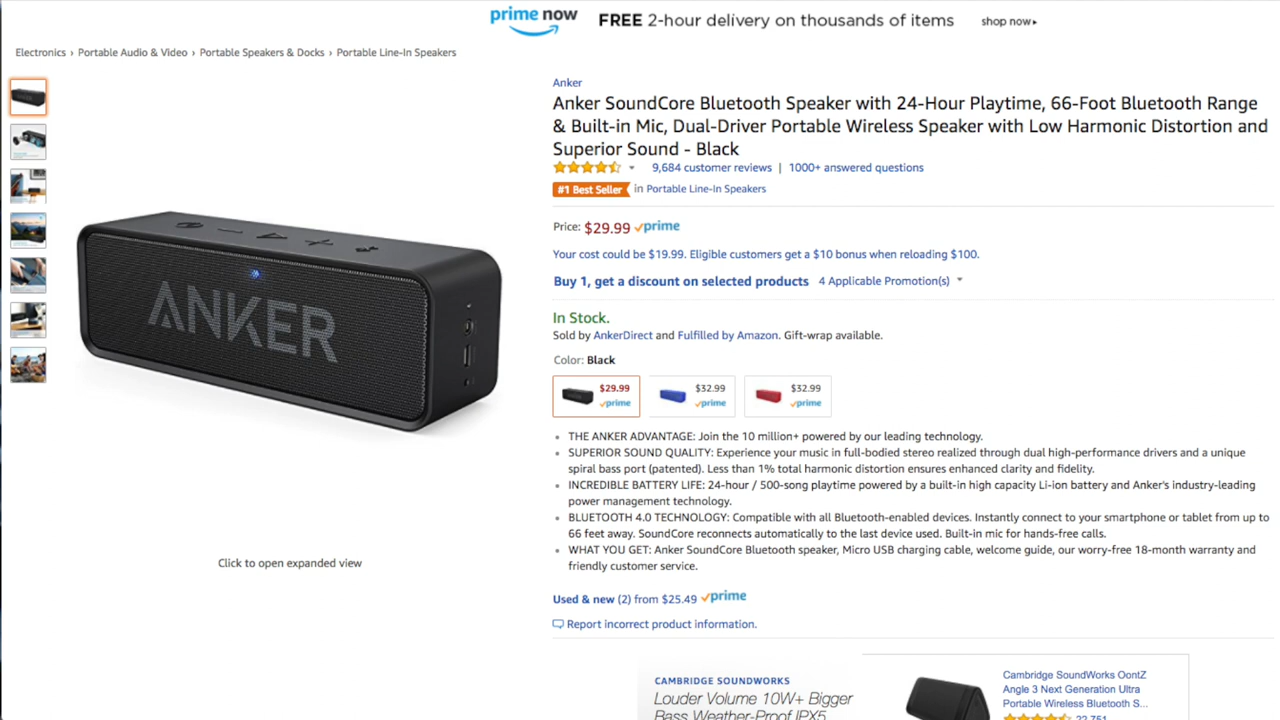 prime now FREE 2-hour delivery on thousands of items shop now▸
Electronics › Portable Audio & Video › Portable Speakers & Docks › Portable Line-In Speakers
Anker
Anker SoundCore Bluetooth Speaker with 24-Hour Playtime, 66-Foot Bluetooth Range
& Built-in Mic, Dual-Driver Portable Wireless Speaker with Low Harmonic Distortion and
Superior Sound - Black
9,684 customer reviews | 1000+ answered questions
#1 Best Seller in Portable Line-In Speakers
Price: $29.99 prime
Your cost could be $19.99. Eligible customers get a $10 bonus when reloading $100.
Buy 1, get a discount on selected products 4 Applicable Promotion(s)
In Stock.
Sold by AnkerDirect and Fulfilled by Amazon. Gift-wrap available.
Color: Black
$29.99 $32.99 $32.99
prime prime prime
ANKER
• THE ANKER ADVANTAGE: Join the 10 million+ powered by our leading technology.
• SUPERIOR SOUND QUALITY: Experience your music in full-bodied stereo realized through dual high-performance drivers and a unique
spiral bass port (patented). Less than 1% total harmonic distortion ensures enhanced clarity and fidelity.
• INCREDIBLE BATTERY LIFE: 24-hour / 500-song playtime powered by a built-in high capacity Li-ion battery and Anker's industry-leading
power management technology.
• BLUETOOTH 4.0 TECHNOLOGY: Compatible with all Bluetooth-enabled devices. Instantly connect to your smartphone or tablet from up to
66 feet away. SoundCore reconnects automatically to the last device used. Built-in mic for hands-free calls.
• WHAT YOU GET: Anker SoundCore Bluetooth speaker, Micro USB charging cable, welcome guide, our worry-free 18-month warranty and
friendly customer service.
Click to open expanded view
Used & new (2) from $25.49 prime
Report incorrect product information.
CAMBRIDGE SOUNDWORKS
Louder Volume 10W+ Bigger
Bass Weather-Proof IPX5
Cambridge SoundWorks OontZ
Angle 3 Next Generation Ultra
Portable Wireless Bluetooth S...
22,751